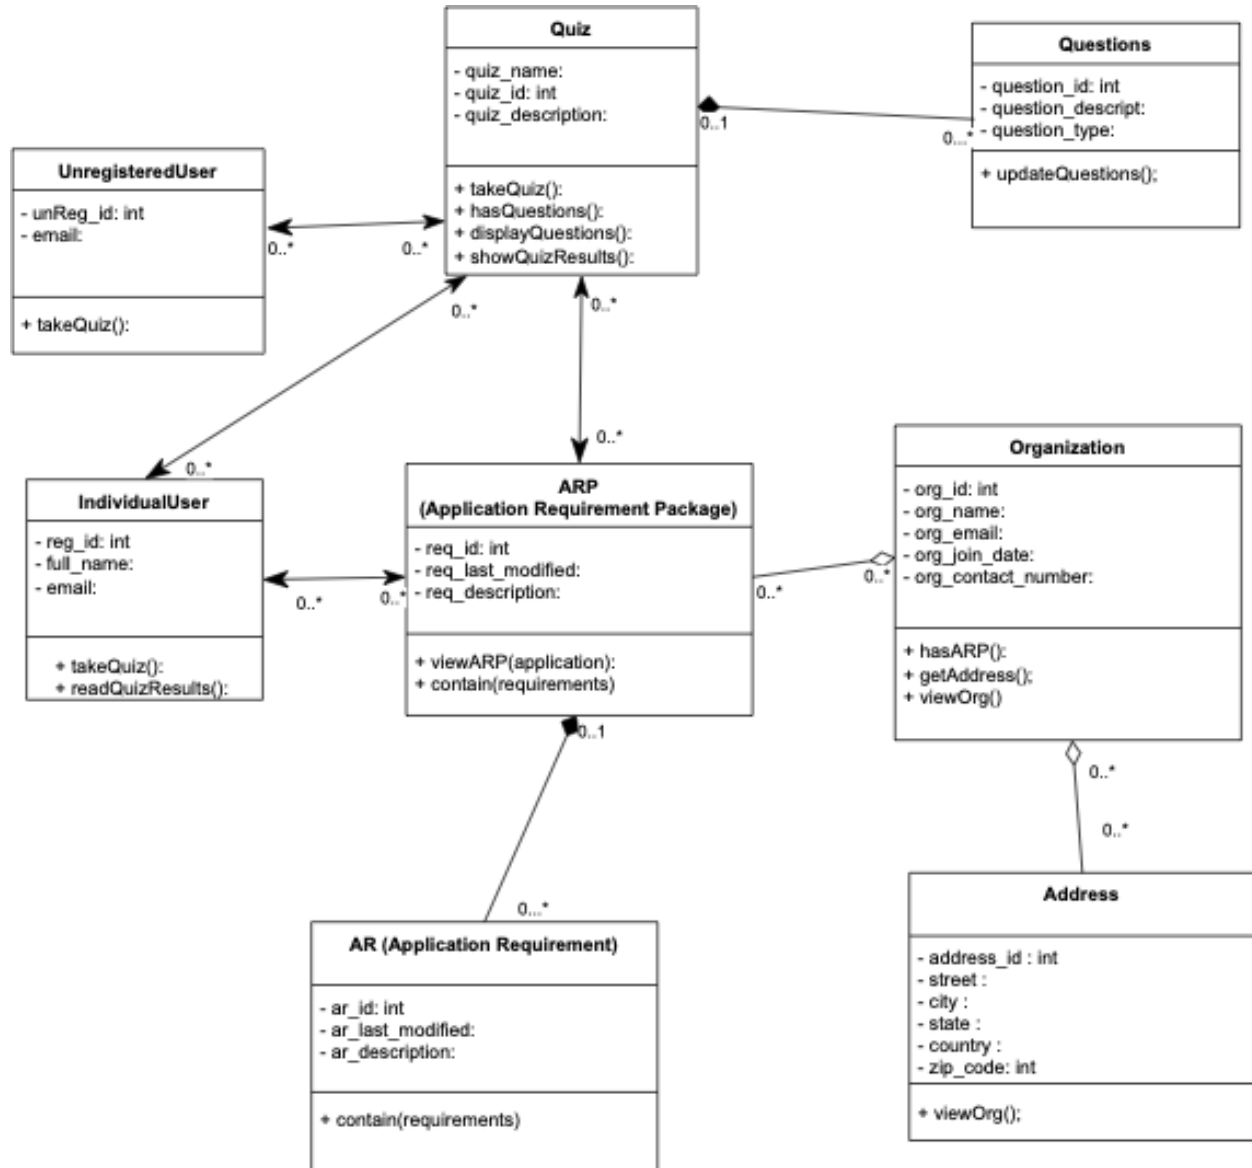 Quiz
- quiz_name:
- quiz_id: int
- quiz_description:
+ takeQuiz():
+ hasQuestions():
+ displayQuestions():
+ showQuizResults():
0..1
0...*
Questions
- question_id: int
- question_descript:
- question_type:
+ updateQuestions();
UnregisteredUser
- unReg_id: int
- email:
+ takeQuiz():
0..*
0..*
0..*
0..*
0..*
0..*
IndividualUser
- reg_id: int
- full_name:
- email:
+ takeQuiz():
+ readQuizResults():
0..*
0..*
ARP
(Application Requirement Package)
- req_id: int
- req_last_modified:
- req_description:
+ viewARP(application):
+ contain(requirements)
0..*
0..*
Organization
- org_id: int
- org_name:
- org_email:
- org_join_date:
- org_contact_number:
+ hasARP():
+ getAddress();
+ viewOrg()
0..1
0...*
0..*
0..*
AR (Application Requirement)
- ar_id: int
- ar_last_modified:
- ar_description:
+ contain(requirements)
Address
- address_id : int
- street :
- city :
- state :
- country :
- zip_code: int
+ viewOrg();